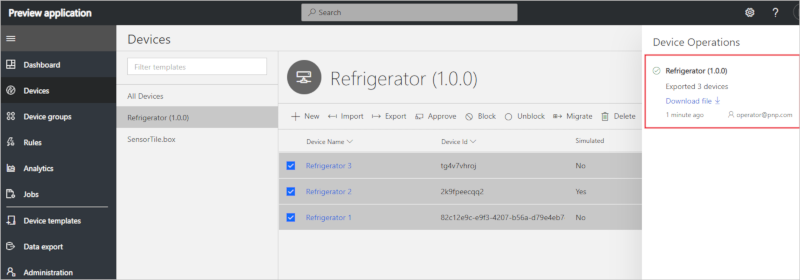 Preview application
Search
?
Dashboard
Devices
Device groups
Rules
Analytics
Jobs
Device templates
Data export
Administration
Devices
Filter templates
All Devices
Refrigerator (1.0.0)
SensorTile.box
Refrigerator (1.0.0)
New Import Export Approve Block Unblock Migrate Delete
Device Name Device Id Simulated
Refrigerator 3 tg4v7vhroj No
Refrigerator 2 2k9fpeecqq2 Yes
Refrigerator 1 82c12e9c-e9f3-4207-b56a-d79e4eb7 No
Device Operations
Refrigerator (1.0.0)
Exported 3 devices
Download file
1 minute ago operator@pnp.com